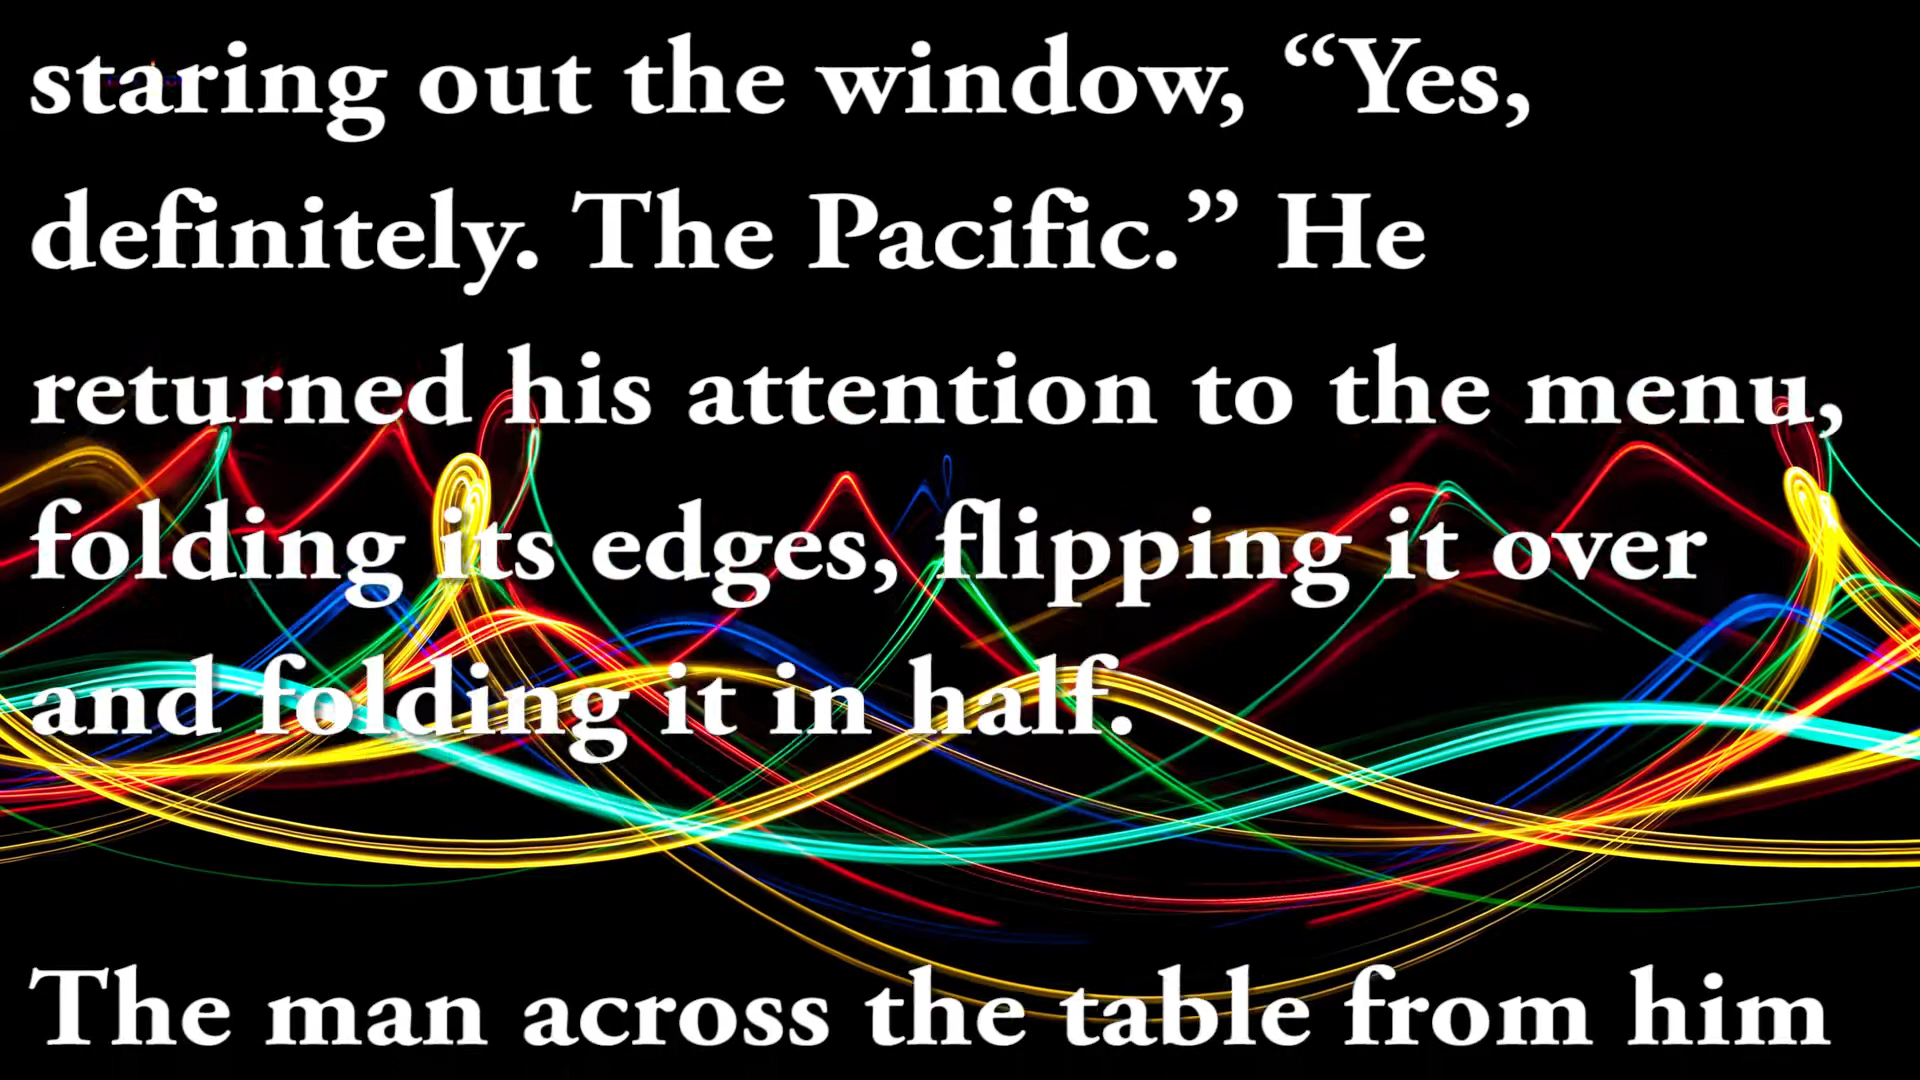 staring out the window, “Yes,
definitely. The Pacific.” He
returned his attention to the menu,
folding its edges, flipping it over
and folding it in half.
The man across the table from him